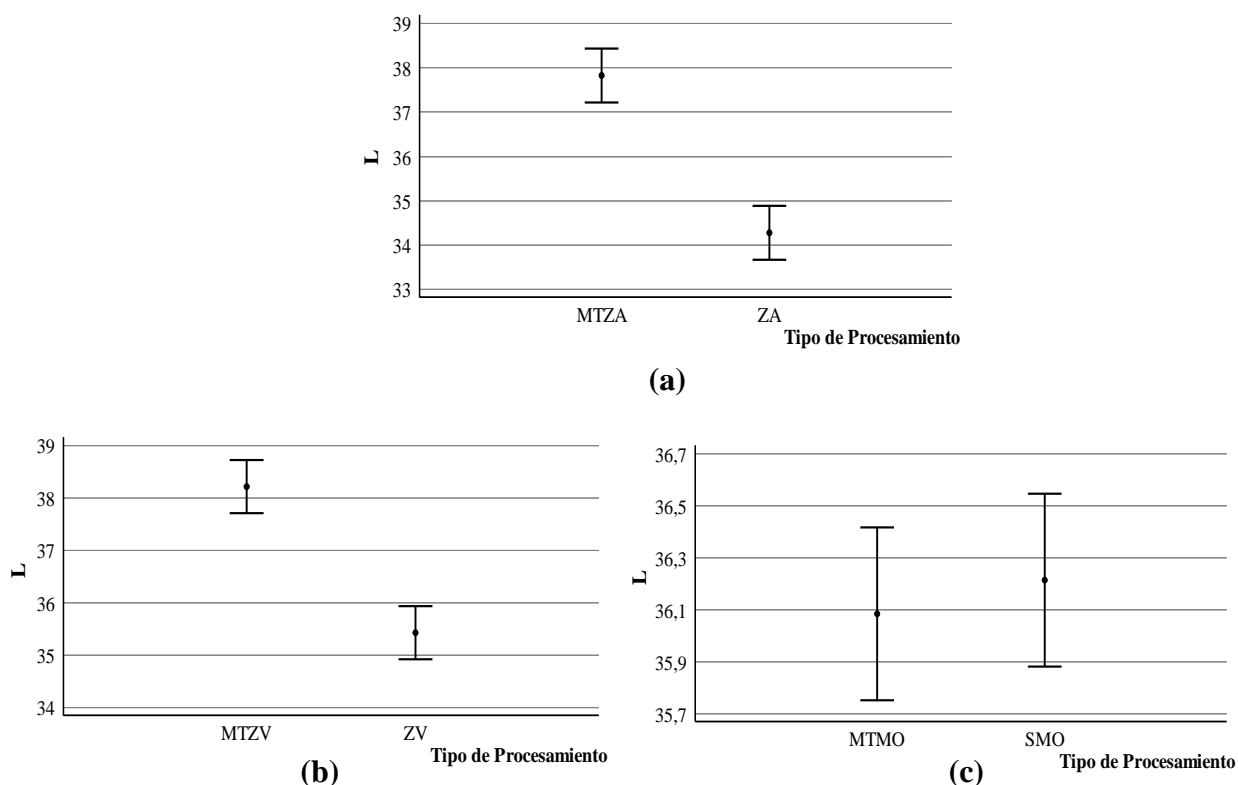 39
38
37
36
35
34
33
L
MTZA ZA
Tipo de Procesamiento
(a)
39
38
37
36
35
34
L
MTZV ZV
Tipo de Procesamiento
(b)
36,7
36,5
36,3
36,1
35,9
35,7
L
MTMO SMO
Tipo de Procesamiento
(c)